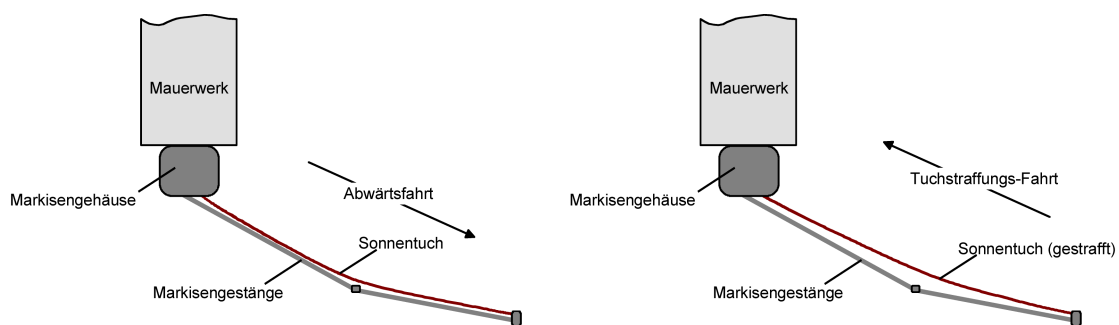 Mauerwerk
Markisengehäuse
Abwärtsfahrt
Sonnentuch
Markisengestänge
Mauerwerk
Markisengehäuse
Tuchstraffungs-Fahrt
Sonnentuch (gestrafft)
Markisengestänge